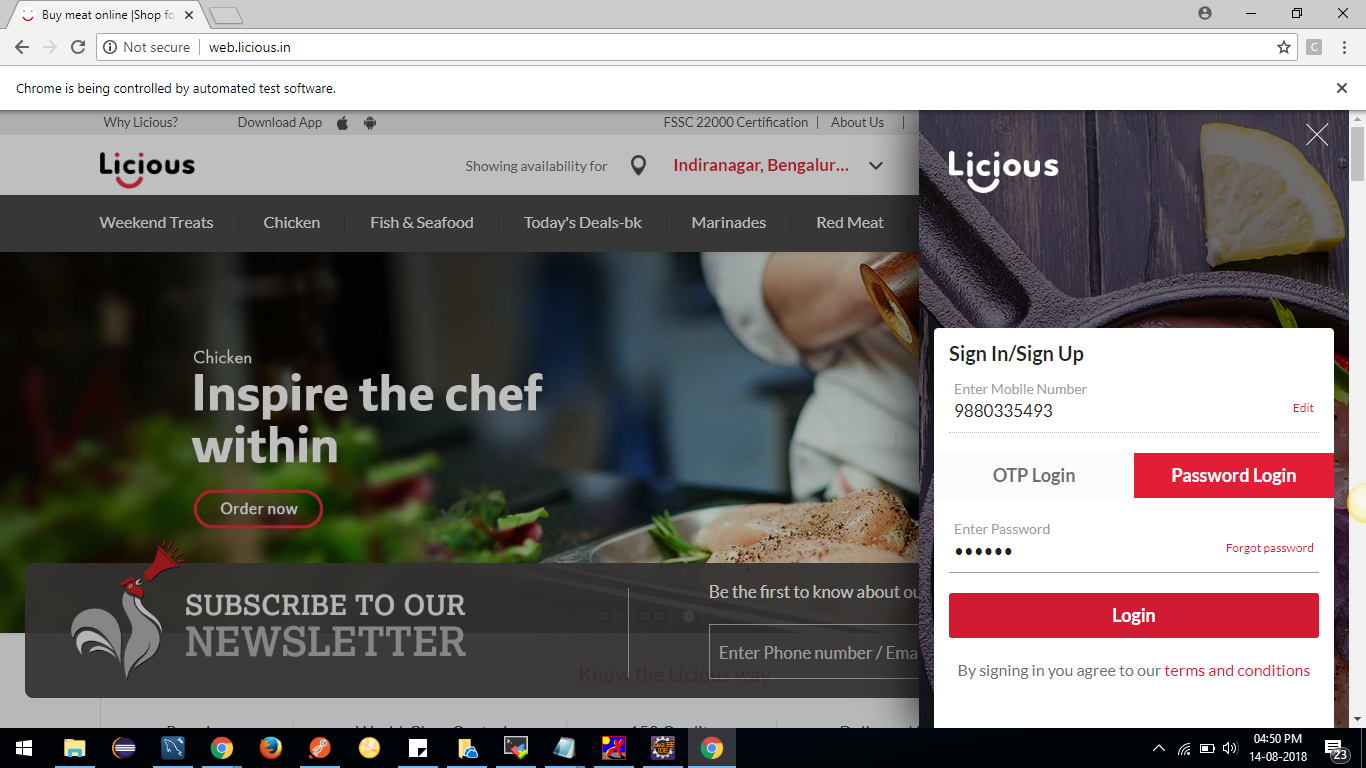 Buy meat online |Shop fo
Not secure
web.licious.in
C
Chrome is being controlled by automated test software.
Why Licious?
Download App
FSSC 22000 Certification |
About Us |
Licious
Showing availability for
Indiranagar, Bengalur...
Weekend Treats
Chicken
Fish & Seafood
Today's Deals-bk
Marinades
Red Meat
Chicken
Inspire the chef
within
Order now
SUBSCRIBE TO OUR
NEWSLETTER
Be the first to know about ou
Enter Phone number / Ema
Know the Licious way
Licious
Sign In/Sign Up
Enter Mobile Number
9880335493
Edit
OTP Login
Password Login
Enter Password
••••••
Forgot password
Login
By signing in you agree to our terms and conditions
04:50 PM
14-08-2018
23